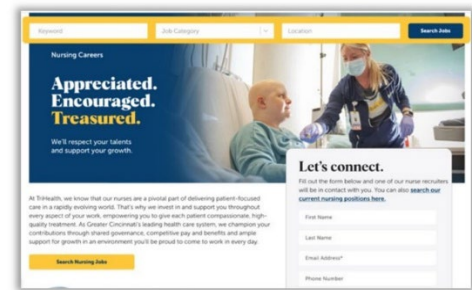 Keyword
Job Category
Location
Search Jobs
Nursing Careers
Appreciated.
Encouraged.
Treasured.
We'll respect your talents
and support your growth.
At TriHealth, we know that our nurses are a pivotal part of delivering patient-focused
care in a rapidly evolving world. That's why we invest in and support you throughout
every aspect of your work, empowering you to give each patient compassionate, high-
quality treatment. As Greater Cincinnati's leading health care system, we champion your
contributions through shared governance, competitive pay and benefits and ample
support for growth in an environment you'll be proud to come to work in every day.
Search Nursing Jobs
Let's connect.
Fill out the form below and one of our nurse recruiters
will be in contact with you. You can also search our
current nursing positions here.
First Name
Last Name
Email Address*
Phone Number